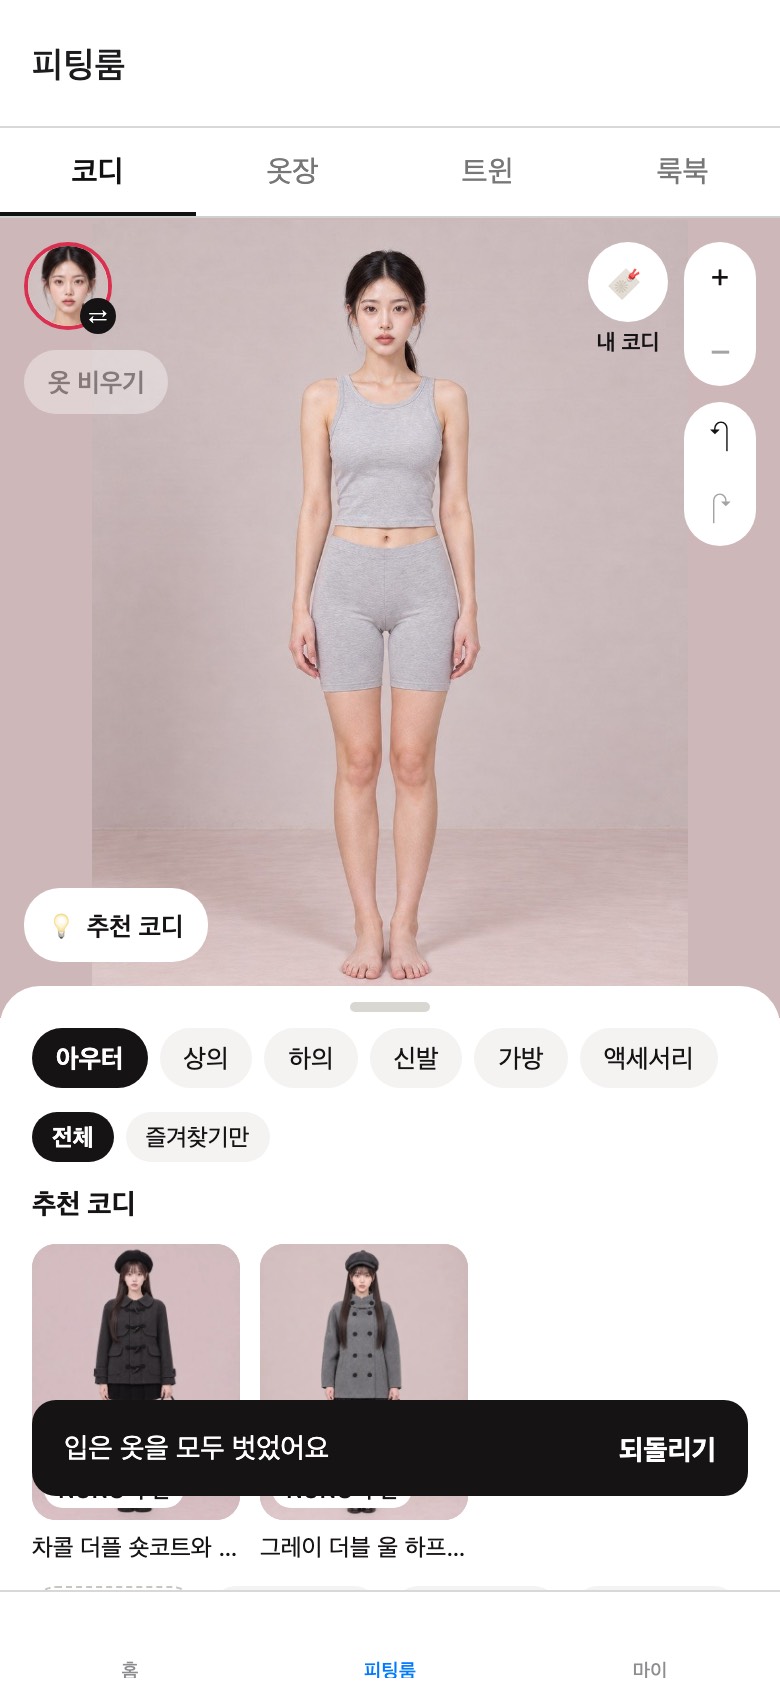 피팅룸
코디
옷장
트윈
룩북
내 코디
옷 비우기
추천 코디
아우터
상의
하의
신발
가방
액세서리
전체
즐겨찾기만
추천 코디
입은 옷을 모두 벗었어요
되돌리기
차콜 더플 숏코트와 ...
그레이 더블 울 하프...
홈
피팅룸
마이